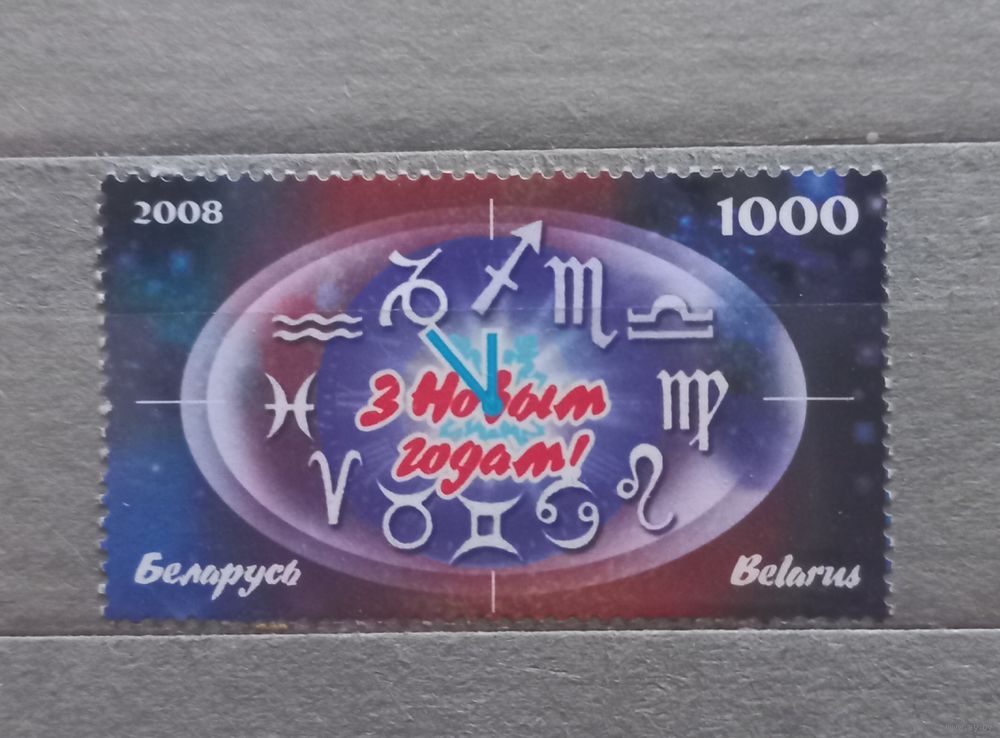 2008
1000
З Новым
годам!
Беларусь
Belarus